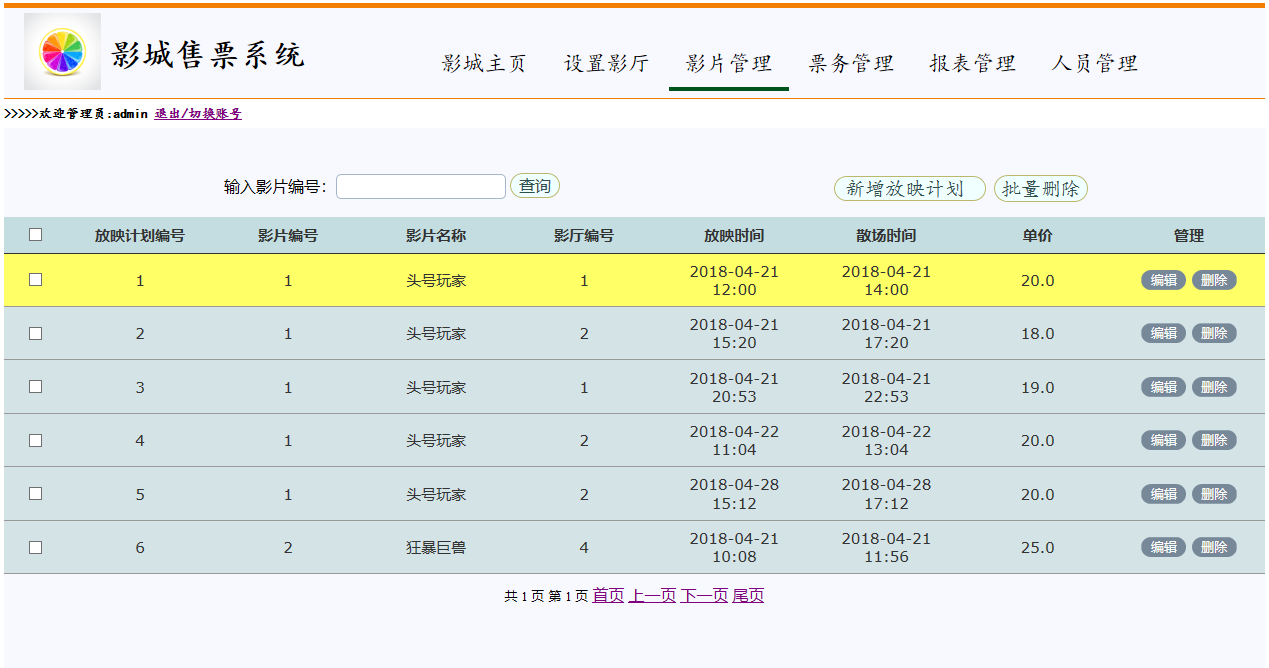 影城售票系统
影城主页 设置影厅 影片管理 票务管理 报表管理 人员管理
>>>>>欢迎管理员:admin 退出/切换账号
输入影片编号: 查询 新增放映计划 批量删除
放映计划编号 影片编号 影片名称 影厅编号 放映时间 散场时间 单价 管理
1 1 头号玩家 1 2018-04-21 12:00 2018-04-21 14:00 20.0 编辑 删除
2 1 头号玩家 2 2018-04-21 15:20 2018-04-21 17:20 18.0 编辑 删除
3 1 头号玩家 1 2018-04-21 20:53 2018-04-21 22:53 19.0 编辑 删除
4 1 头号玩家 2 2018-04-22 11:04 2018-04-22 13:04 20.0 编辑 删除
5 1 头号玩家 2 2018-04-28 15:12 2018-04-28 17:12 20.0 编辑 删除
6 2 狂暴巨兽 4 2018-04-21 10:08 2018-04-21 11:56 25.0 编辑 删除
共1页 第1页 首页 上一页 下一页 尾页